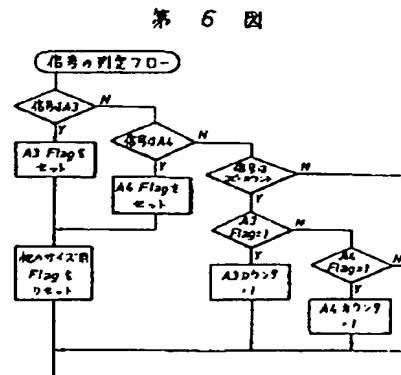 第 6 図
信号の判定フロー
信号はA3
N
Y
信号はA4
N
Y
A3 Flagを
セット
A4 Flagを
セット
信号は
カウント
N
Y
A3
Flag=1
N
Y
A4
Flag=1
N
Y
他のサイズ用
Flagを
リセット
A3カウンタ
+1
A4カウンタ
+1